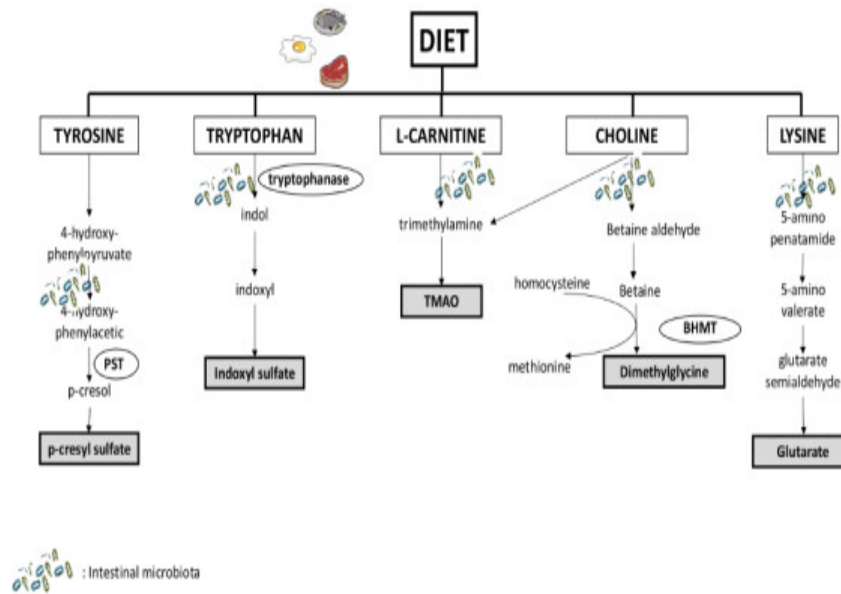 DIET
TYROSINE
TRYPTOPHAN
L-CARNITINE
CHOLINE
LYSINE
tryptophanase
4-hydroxy-
phenylpyruvate
4-hydroxy-
phenylacetic
PST
p-cresol
p-cresyl sulfate
indol
indoxyl
Indoxyl sulfate
trimethylamine
TMAO
Betaine aldehyde
homocysteine
Betaine
BHMT
methionine
Dimethylglycine
5-amino
penatamide
5-amino
valerate
glutarate
semialdehyde
Glutarate
: Intestinal microbiota